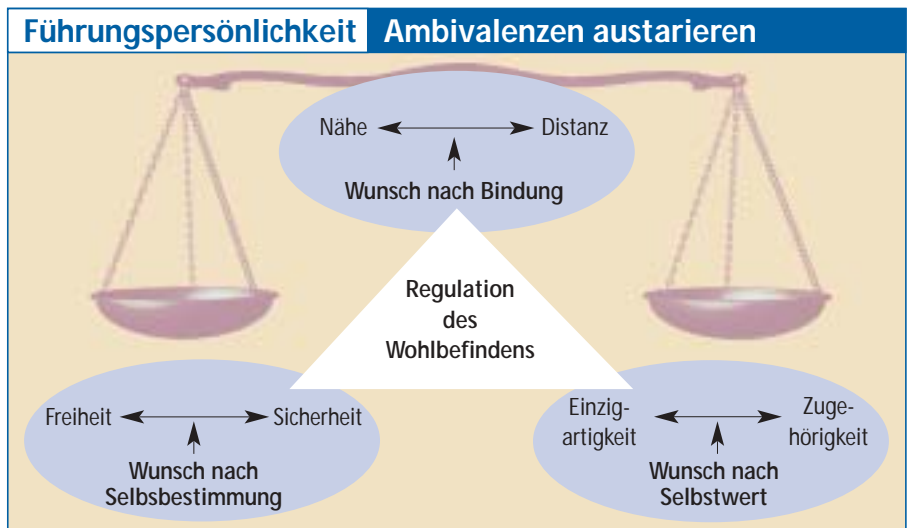 Führungspersönlichkeit Ambivalenzen austarieren
Nähe Distanz
Wunsch nach Bindung
Regulation
des
Wohlbefindens
Freiheit Sicherheit
Wunsch nach
Selbsbestimmung
Einzig-
artigkeit
Zuge-
hörigkeit
Wunsch nach
Selbstwert